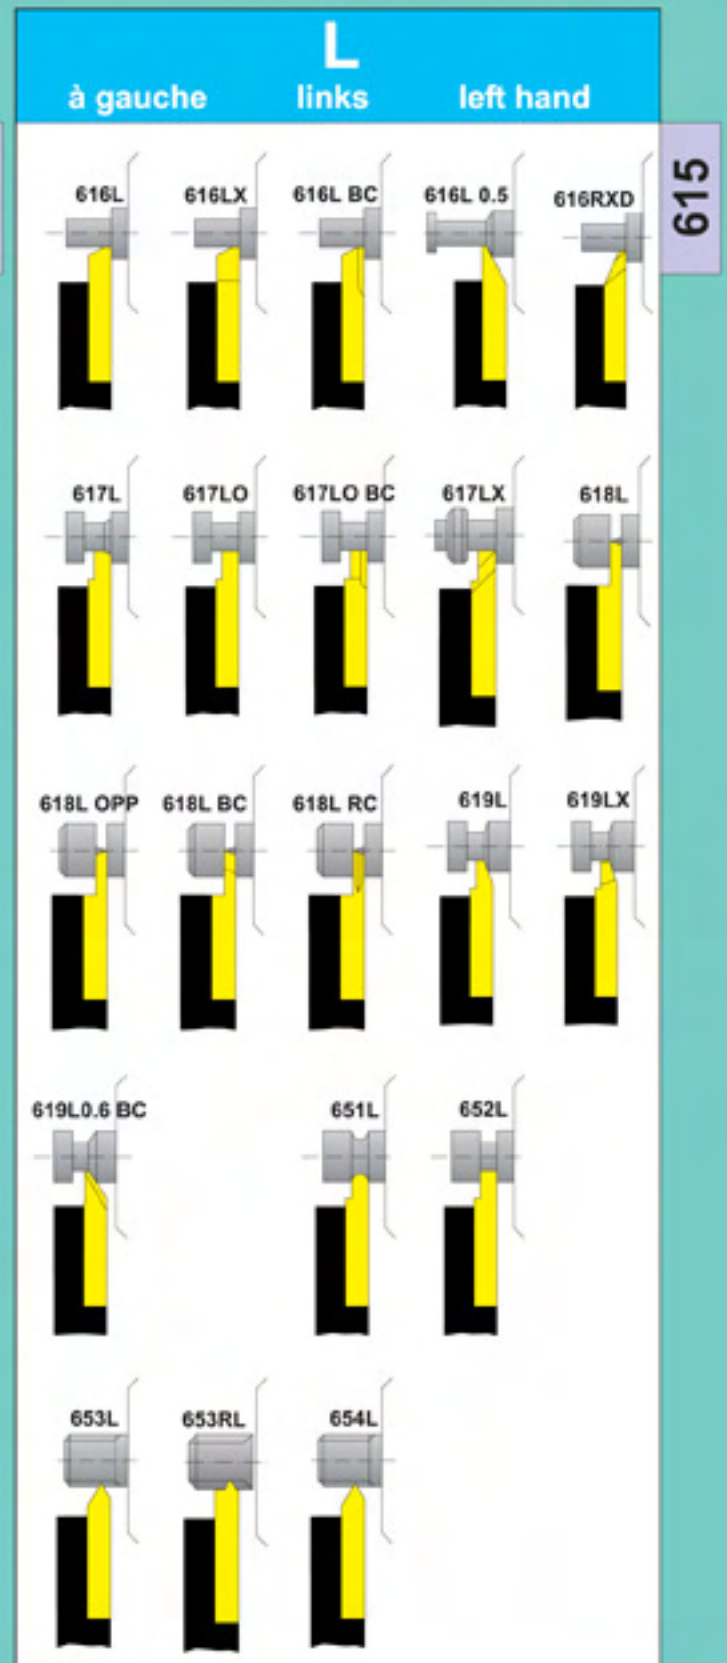 L
à gauche links left hand
615
616L 616LX 616L BC 616L 0.5 616RXD
617L 617LO 617LO BC 617LX 618L
618L OPP 618L BC 618L RC 619L 619LX
619L0.6 BC 651L 652L
653L 653RL 654L